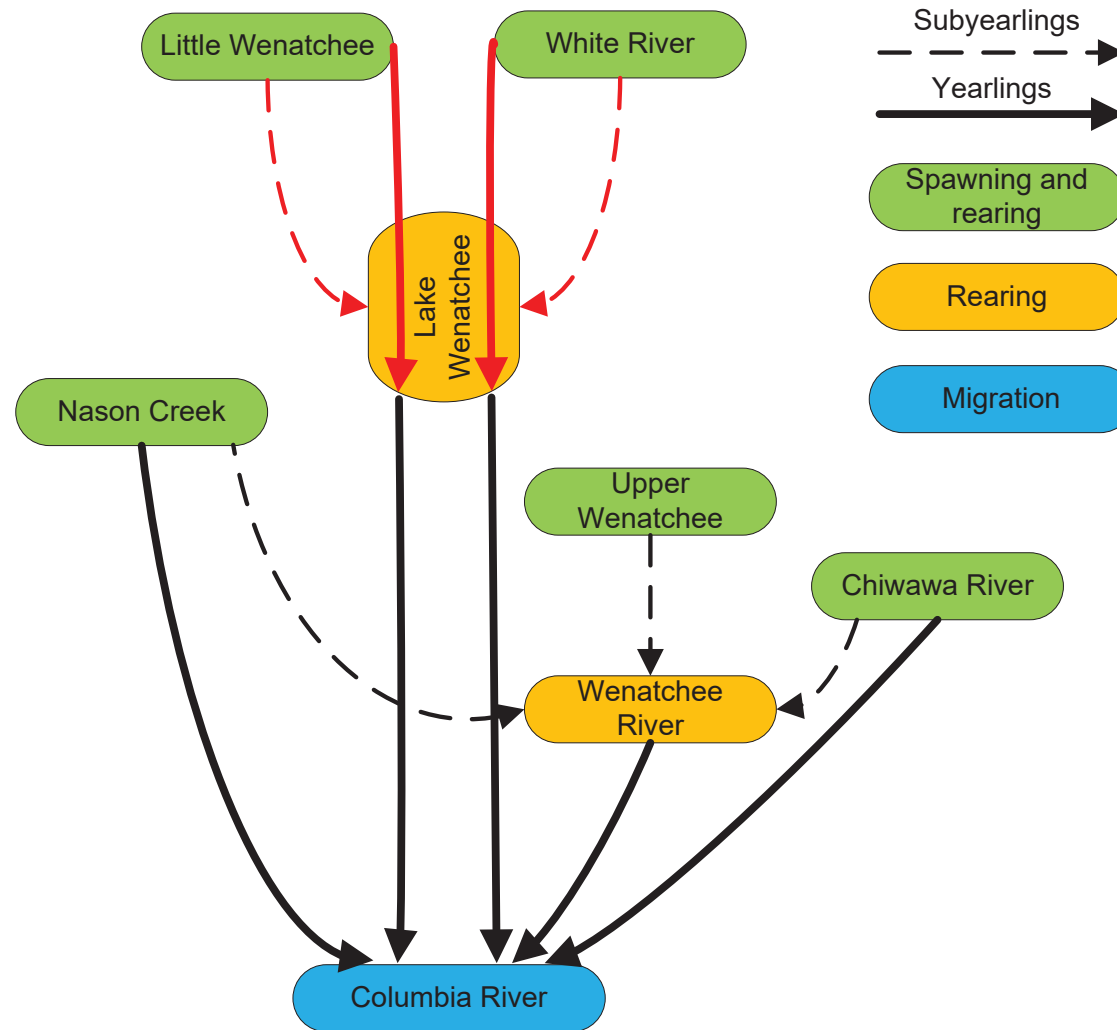 Little Wenatchee
White River
Subyearlings
Yearlings
Spawning and
rearing
Lake
Wenatchee
Rearing
Nason Creek
Migration
Upper
Wenatchee
Chiwawa River
Wenatchee
River
Columbia River